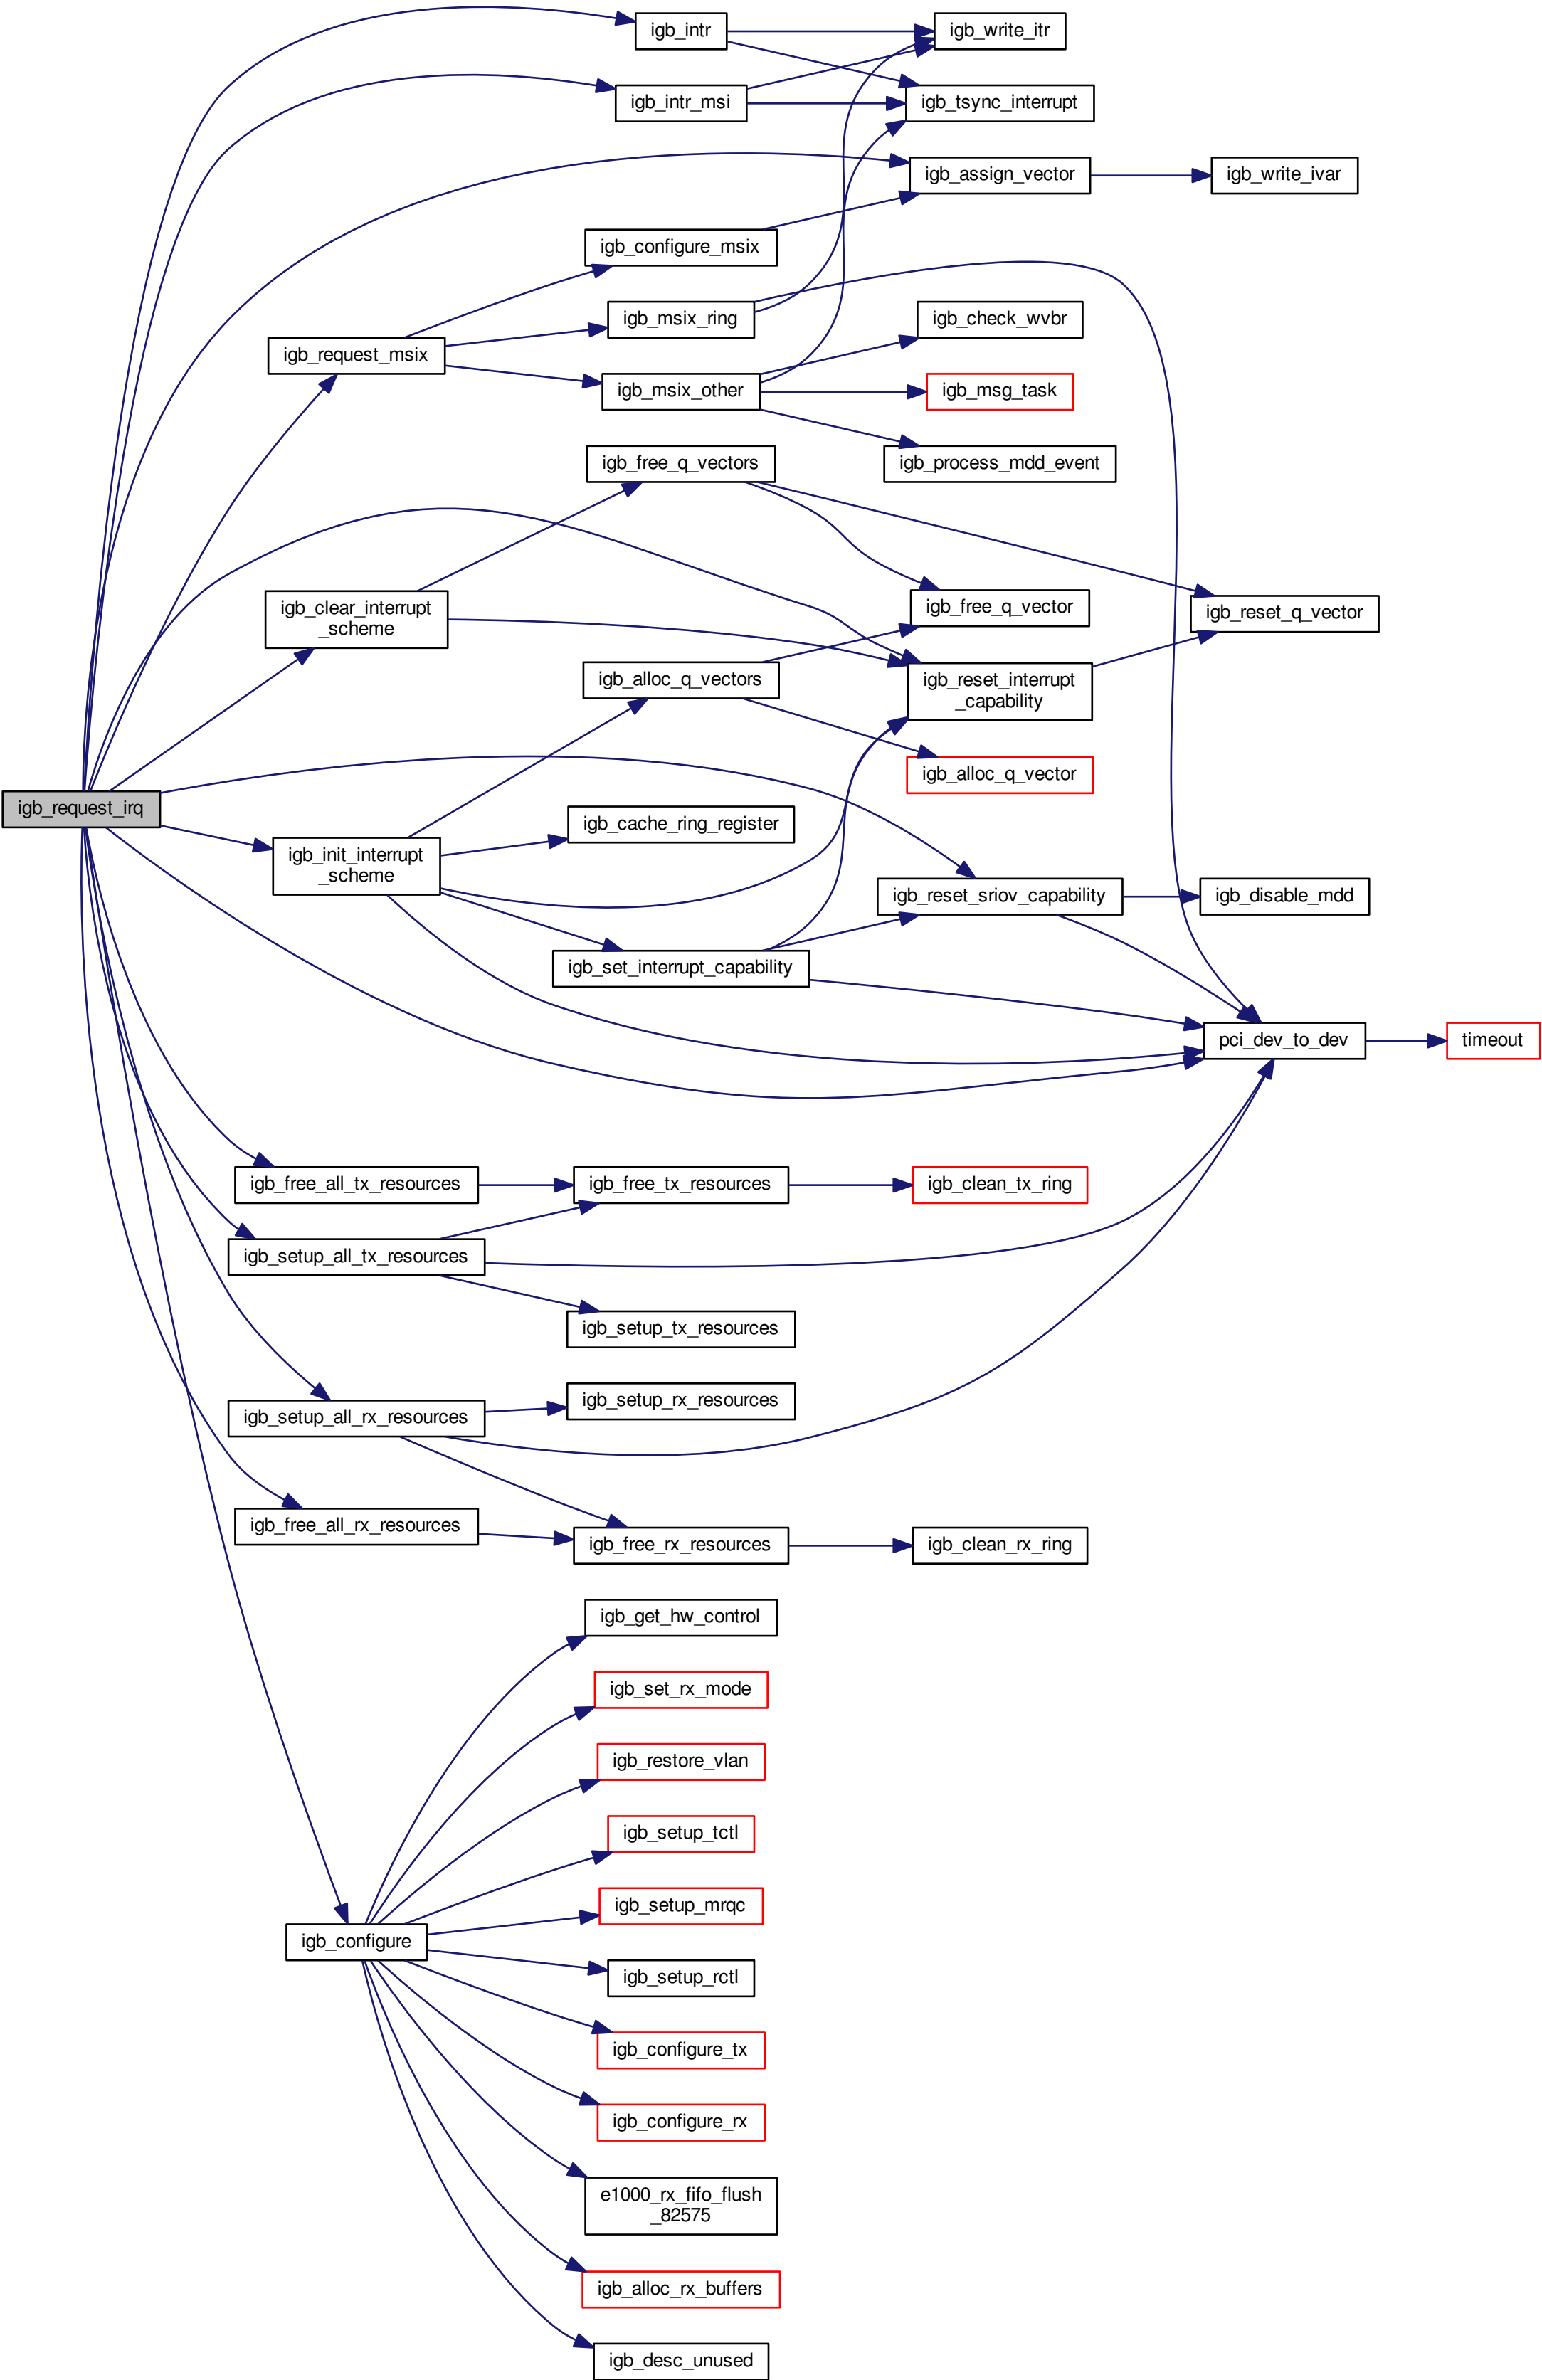 igb_intr
igb_write_itr
igb_intr_msi
igb_tsync_interrupt
igb_assign_vector
igb_write_ivar
igb_configure_msix
igb_msix_ring
igb_check_wvbr
igb_request_msix
igb_msix_other
igb_msg_task
igb_free_q_vectors
igb_process_mdd_event
igb_clear_interrupt
_scheme
igb_free_q_vector
igb_reset_q_vector
igb_alloc_q_vectors
igb_reset_interrupt
_capability
igb_alloc_q_vector
igb_request_irq
igb_cache_ring_register
igb_init_interrupt
_scheme
igb_reset_sriov_capability
igb_disable_mdd
igb_set_interrupt_capability
pci_dev_to_dev
timeout
igb_free_all_tx_resources
igb_free_tx_resources
igb_clean_tx_ring
igb_setup_all_tx_resources
igb_setup_tx_resources
igb_setup_rx_resources
igb_setup_all_rx_resources
igb_free_all_rx_resources
igb_free_rx_resources
igb_clean_rx_ring
igb_get_hw_control
igb_set_rx_mode
igb_restore_vlan
igb_setup_tctl
igb_setup_mrqc
igb_configure
igb_setup_rctl
igb_configure_tx
igb_configure_rx
e1000_rx_fifo_flush
_82575
igb_alloc_rx_buffers
igb_desc_unused